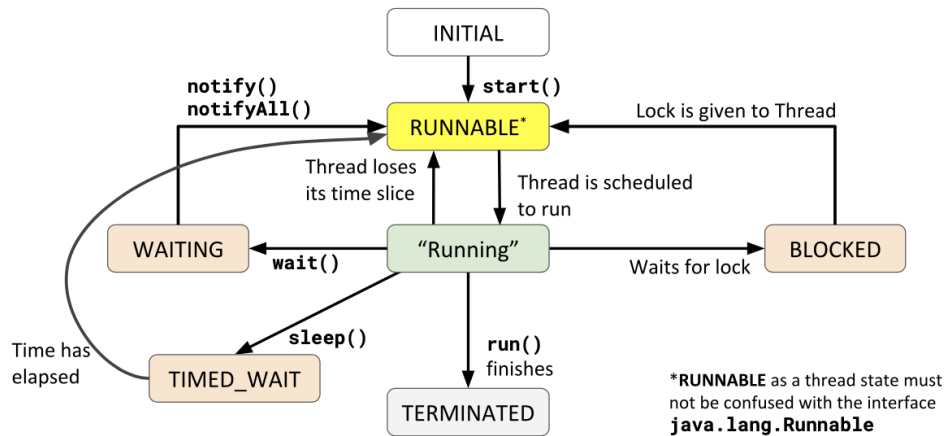 INITIAL
start()
notify()
notifyAll()
RUNNABLE*
Lock is given to Thread
Thread loses
its time slice
Thread is scheduled
to run
WAITING
wait()
“Running”
Waits for lock
BLOCKED
sleep()
Time has
elapsed
TIMED_WAIT
run()
finishes
TERMINATED
*RUNNABLE as a thread state must
not be confused with the interface
java.lang.Runnable